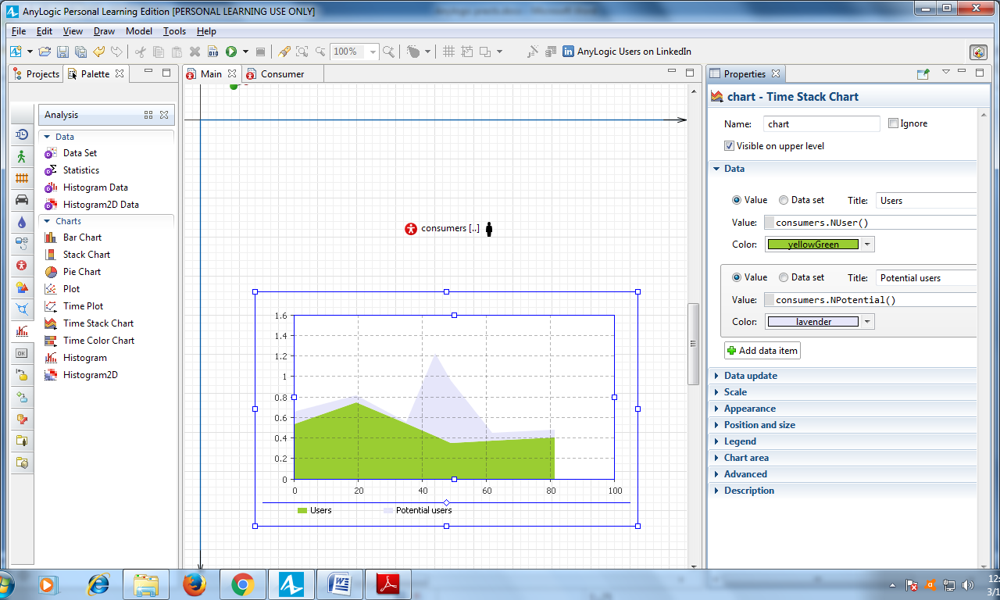 AnyLogic Personal Learning Edition [PERSONAL LEARNING USE ONLY]
File Edit View Draw Model Tools Help
100% AnyLogic Users on LinkedIn
Projects Palette
Main Consumer
Properties
Analysis
Data
Data Set
Statistics
Histogram Data
Histogram2D Data
Charts
Bar Chart
Stack Chart
Pie Chart
Plot
Time Plot
Time Stack Chart
Time Color Chart
Histogram
Histogram2D
OK
consumers [..]
1.6
1.4
1.2
1
0.8
0.6
0.4
0.2
0
0 20 40 60 80 100
Users Potential users
chart - Time Stack Chart
Name: chart Ignore
Visible on upper level
Data
Value Data set Title: Users
Value: consumers.NUser()
Color: yellowGreen
Value Data set Title: Potential users
Value: consumers.NPotential()
Color: lavender
Add data item
Data update
Scale
Appearance
Position and size
Legend
Chart area
Advanced
Description
12:
3/1